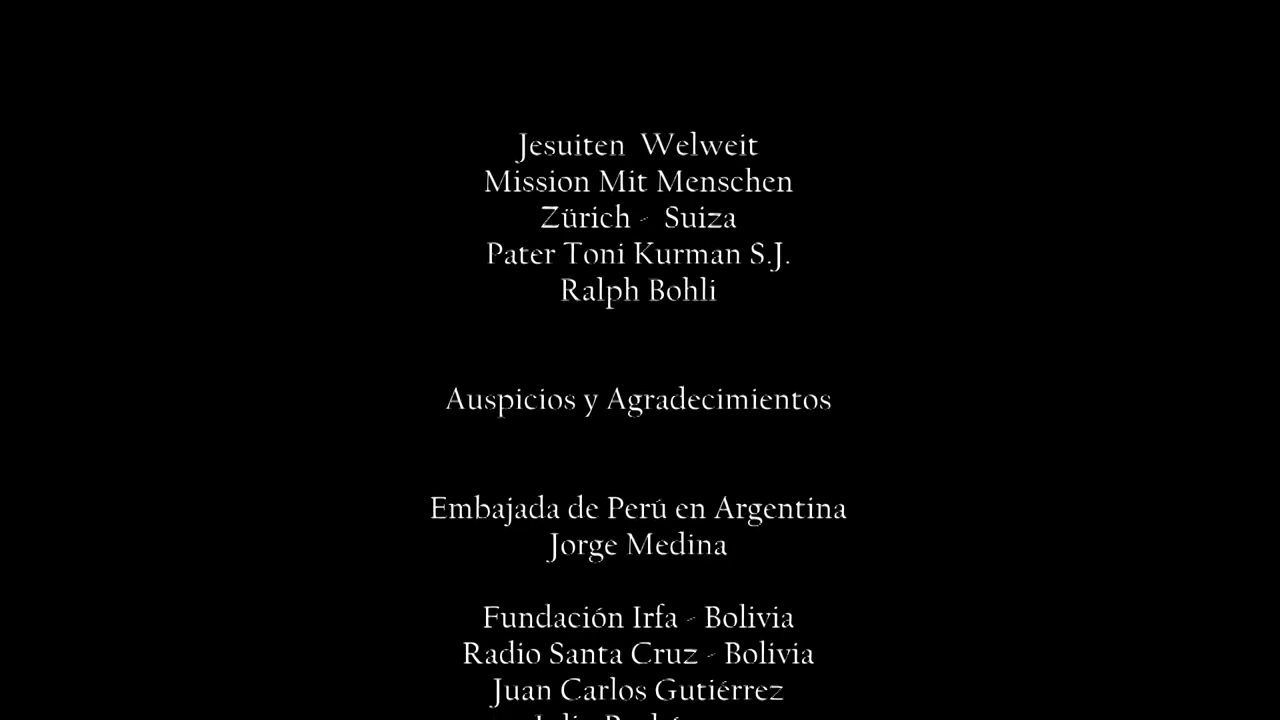 Jesuiten Welweit
Mission Mit Menschen
Zürich - Suiza
Pater Toni Kurman S.J.
Ralph Bohli
Auspicios y Agradecimientos
Embajada de Perú en Argentina
Jorge Medina
Fundación Irfa - Bolivia
Radio Santa Cruz - Bolivia
Juan Carlos Gutiérrez